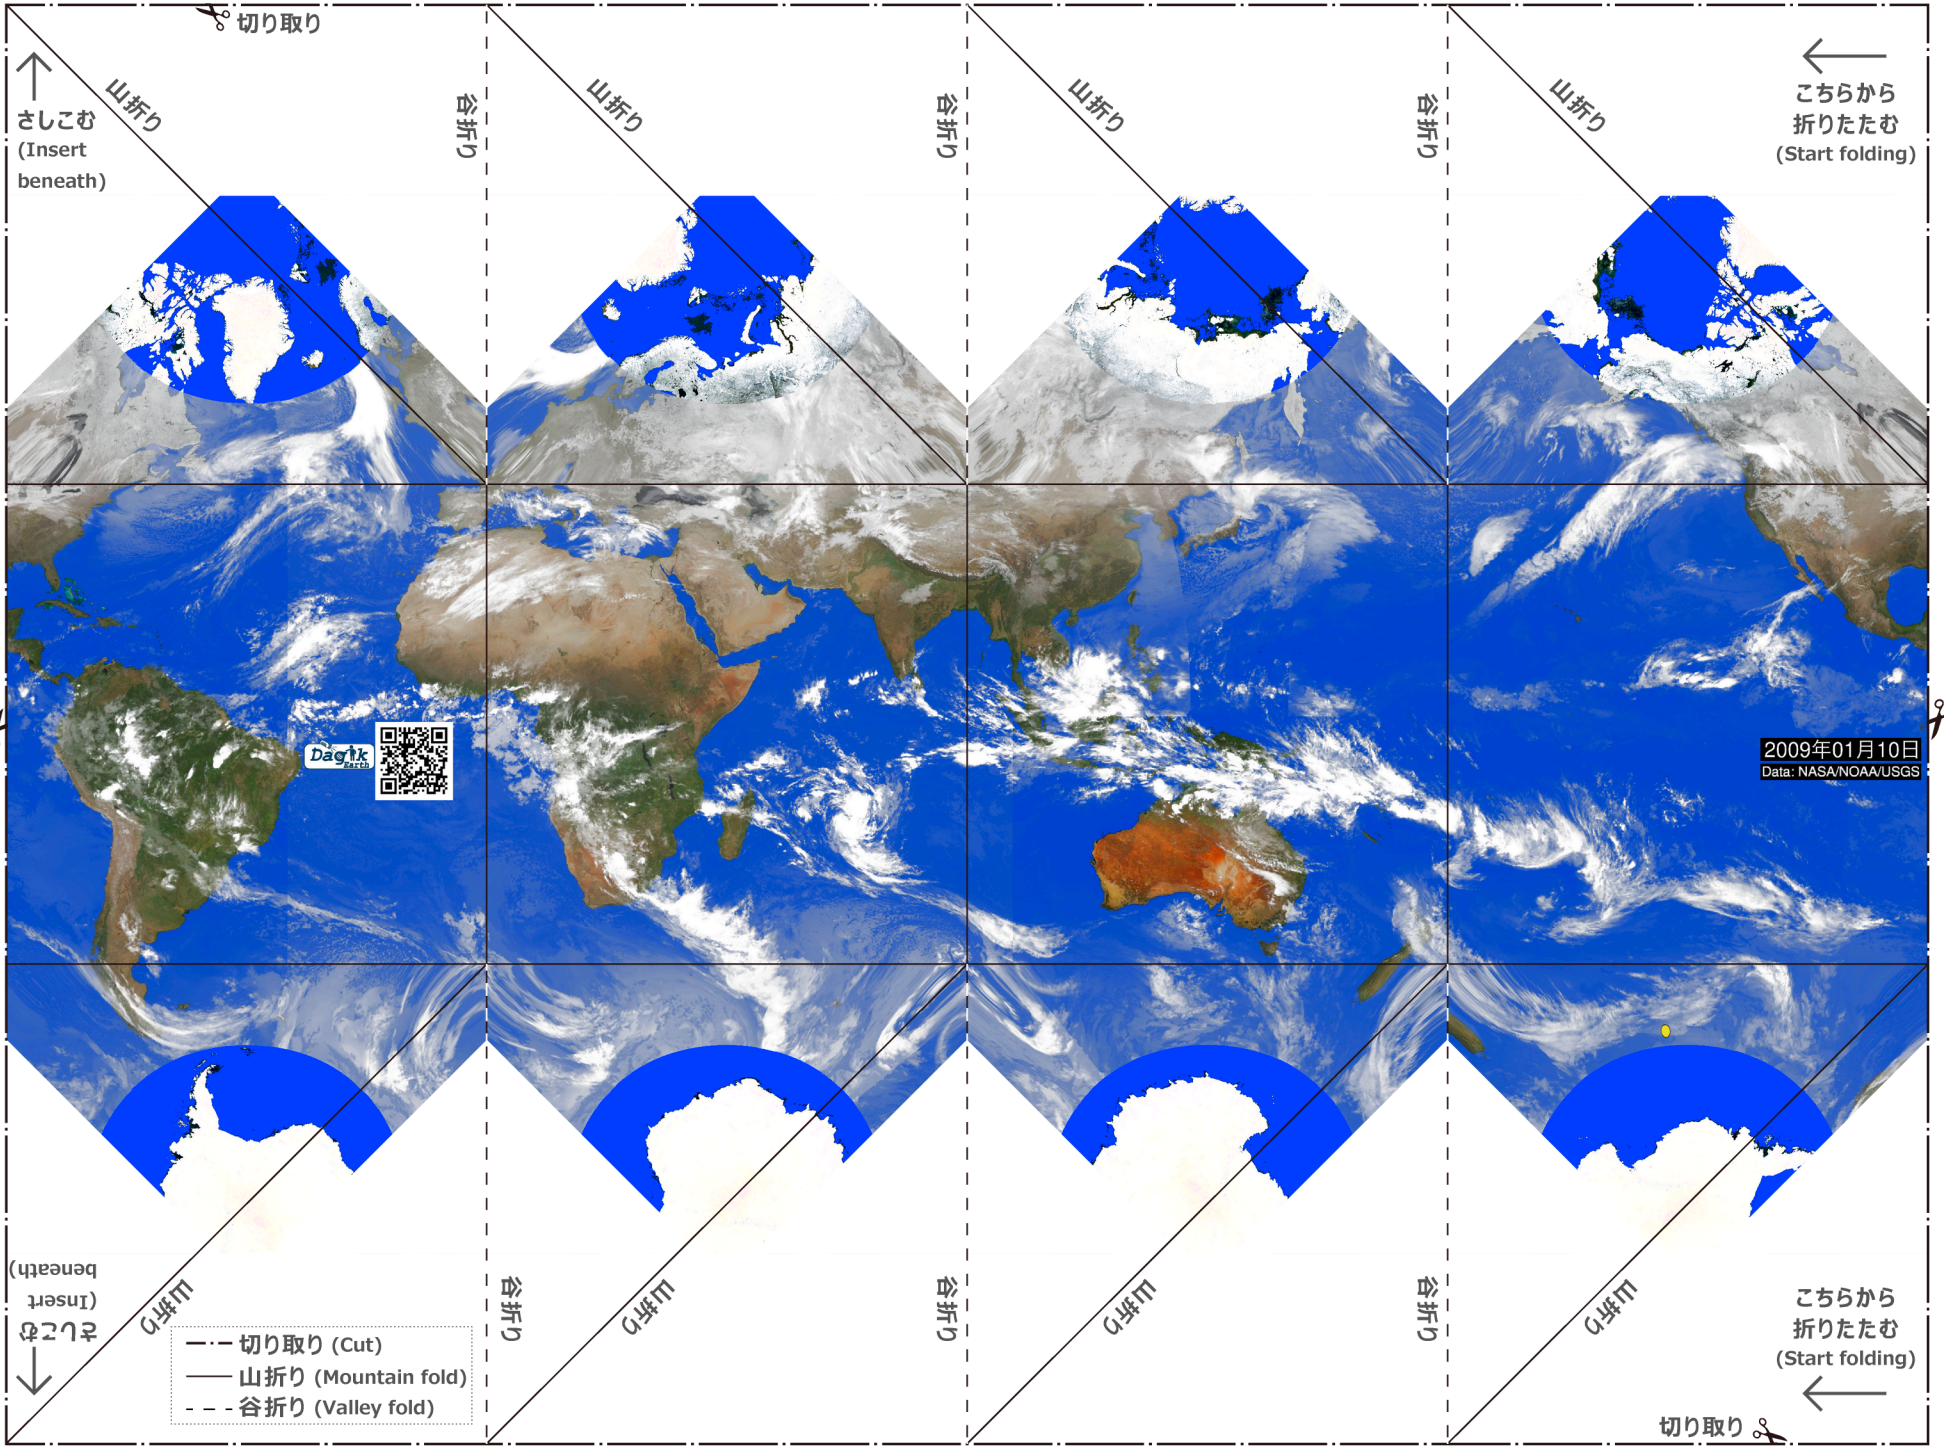 切り取り
山折り
谷折り
山折り
谷折り
山折り
谷折り
山折り
さしこむ
(Insert
beneath)
こちらから
折りたたむ
(Start folding)
Dagik
Earth
2009年01月10日
Data: NASA/NOAA/USGS
さしこむ
(Insert
beneath)
山折り
谷折り
山折り
谷折り
山折り
谷折り
山折り
こちらから
折りたたむ
(Start folding)
切り取り (Cut)
山折り (Mountain fold)
谷折り (Valley fold)
切り取り